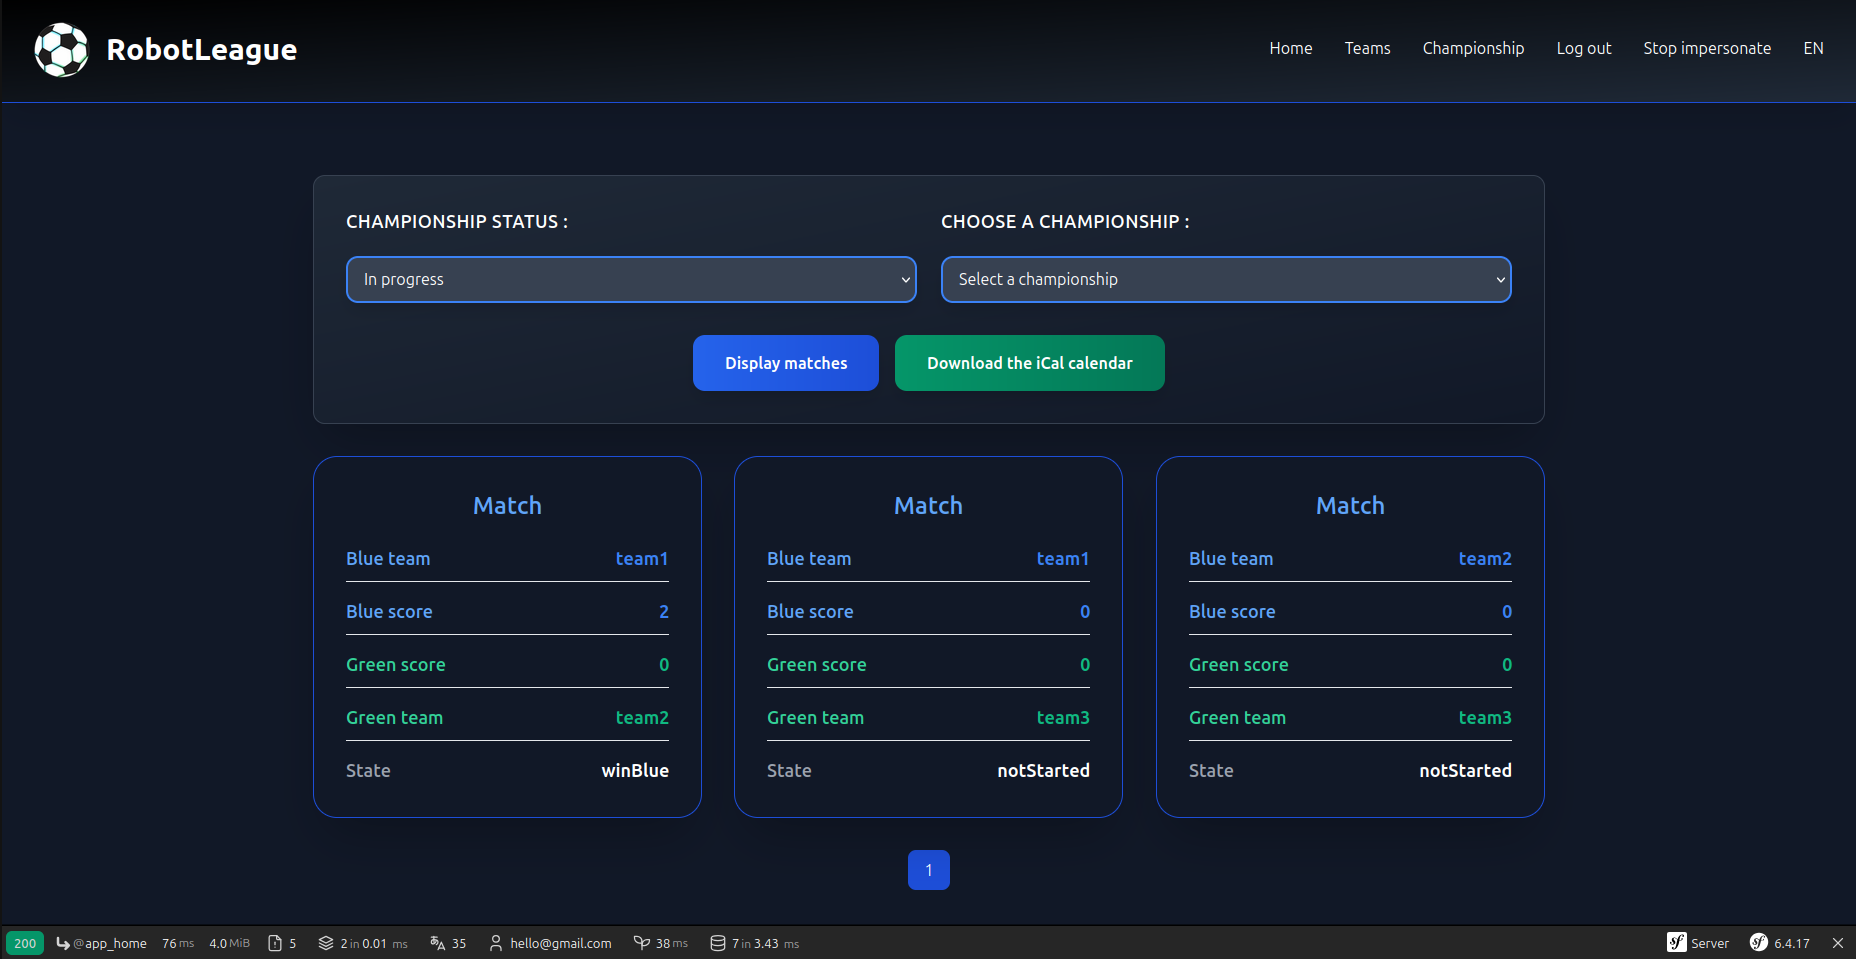 RobotLeague
Home Teams Championship Log out Stop impersonate EN
CHAMPIONSHIP STATUS : CHOOSE A CHAMPIONSHIP :
In progress Select a championship
Display matches Download the iCal calendar
Match
Blue team team1
Blue score 2
Green score 0
Green team team2
State winBlue
Match
Blue team team1
Blue score 0
Green score 0
Green team team3
State notStarted
Match
Blue team team2
Blue score 0
Green score 0
Green team team3
State notStarted
1
200 @app_home 76 ms 4.0 MiB 5 2 in 0.01 ms 35 hello@gmail.com 38 ms 7 in 3.43 ms sf Server sf 6.4.17